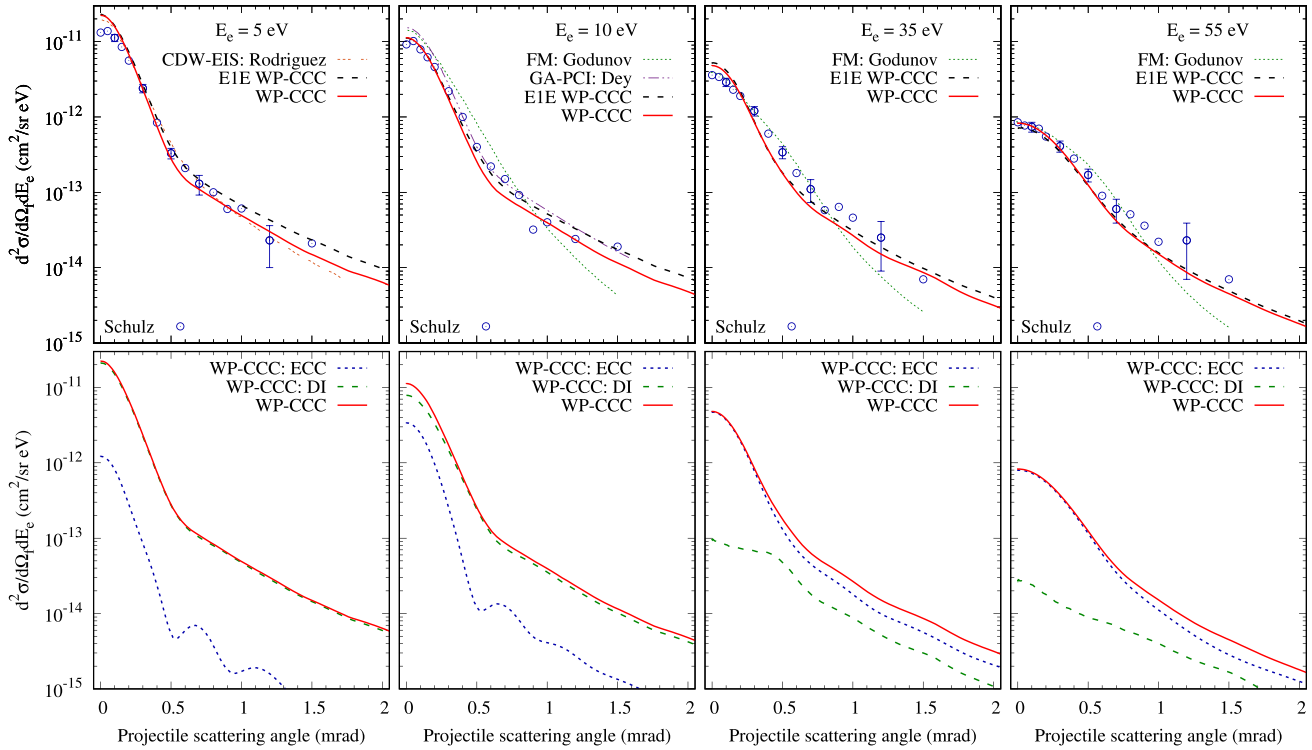 E_e = 5 eV
CDW-EIS: Rodriguez
E1E WP-CCC
WP-CCC
Schulz
E_e = 10 eV
FM: Godunov
GA-PCI: Dey
E1E WP-CCC
WP-CCC
Schulz
E_e = 35 eV
FM: Godunov
E1E WP-CCC
WP-CCC
Schulz
E_e = 55 eV
FM: Godunov
E1E WP-CCC
WP-CCC
Schulz
d²σ/dΩ_f dE_e (cm²/sr eV)
10⁻¹¹
10⁻¹²
10⁻¹³
10⁻¹⁴
10⁻¹⁵
WP-CCC: ECC
WP-CCC: DI
WP-CCC
WP-CCC: ECC
WP-CCC: DI
WP-CCC
WP-CCC: ECC
WP-CCC: DI
WP-CCC
WP-CCC: ECC
WP-CCC: DI
WP-CCC
d²σ/dΩ_f dE_e (cm²/sr eV)
10⁻¹¹
10⁻¹²
10⁻¹³
10⁻¹⁴
10⁻¹⁵
0 0.5 1 1.5 2
0 0.5 1 1.5 2
0 0.5 1 1.5 2
0 0.5 1 1.5 2
Projectile scattering angle (mrad)
Projectile scattering angle (mrad)
Projectile scattering angle (mrad)
Projectile scattering angle (mrad)